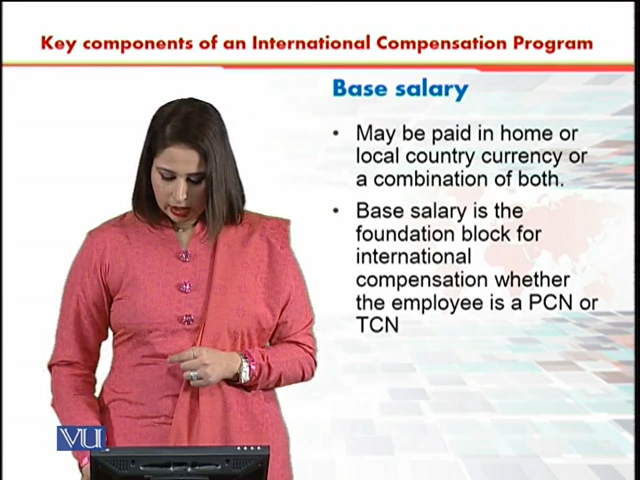 Key components of an International Compensation Program
Base salary
• May be paid in home or
local country currency or
a combination of both.
• Base salary is the
foundation block for
international
compensation whether
the employee is a PCN or
TCN
VU